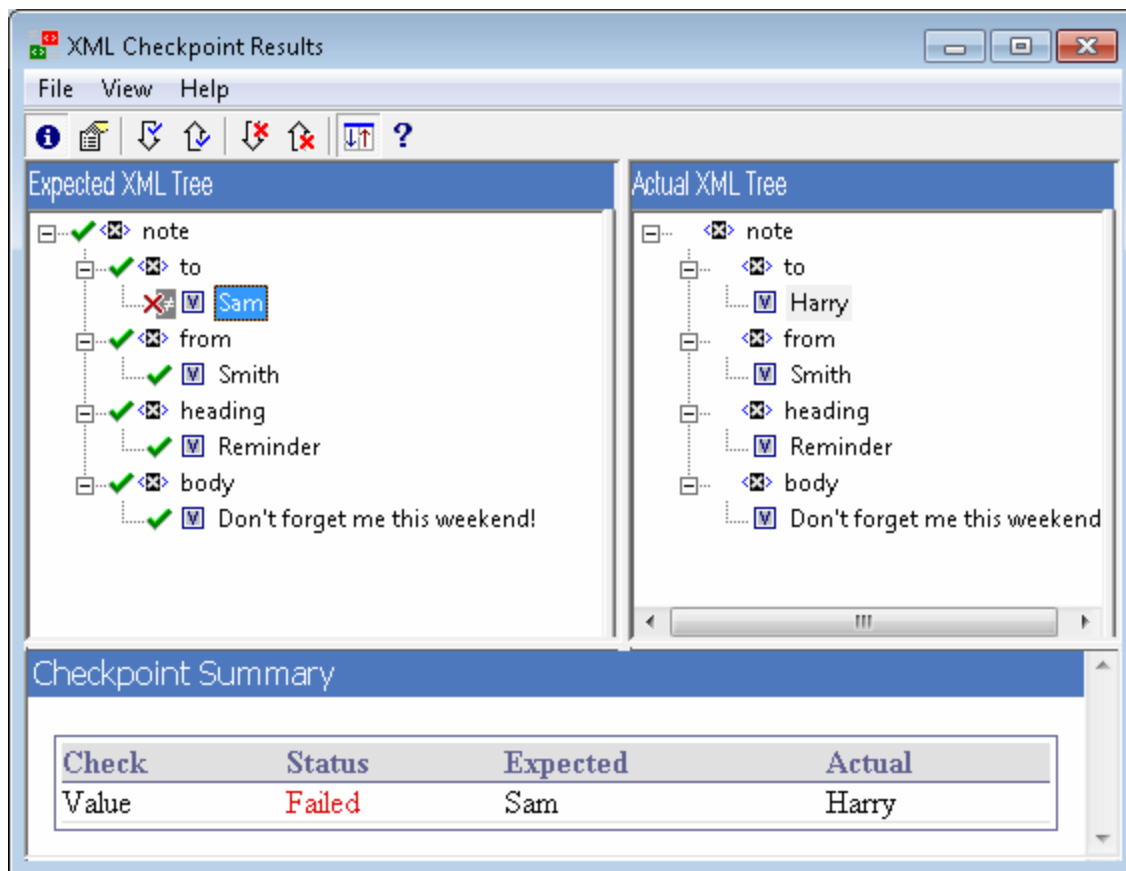 XML Checkpoint Results
File View Help
Expected XML Tree
note
to
Sam
from
Smith
heading
Reminder
body
Don't forget me this weekend!
Actual XML Tree
note
to
Harry
from
Smith
heading
Reminder
body
Don't forget me this weekend
Checkpoint Summary
Check Status Expected Actual
Value Failed Sam Harry